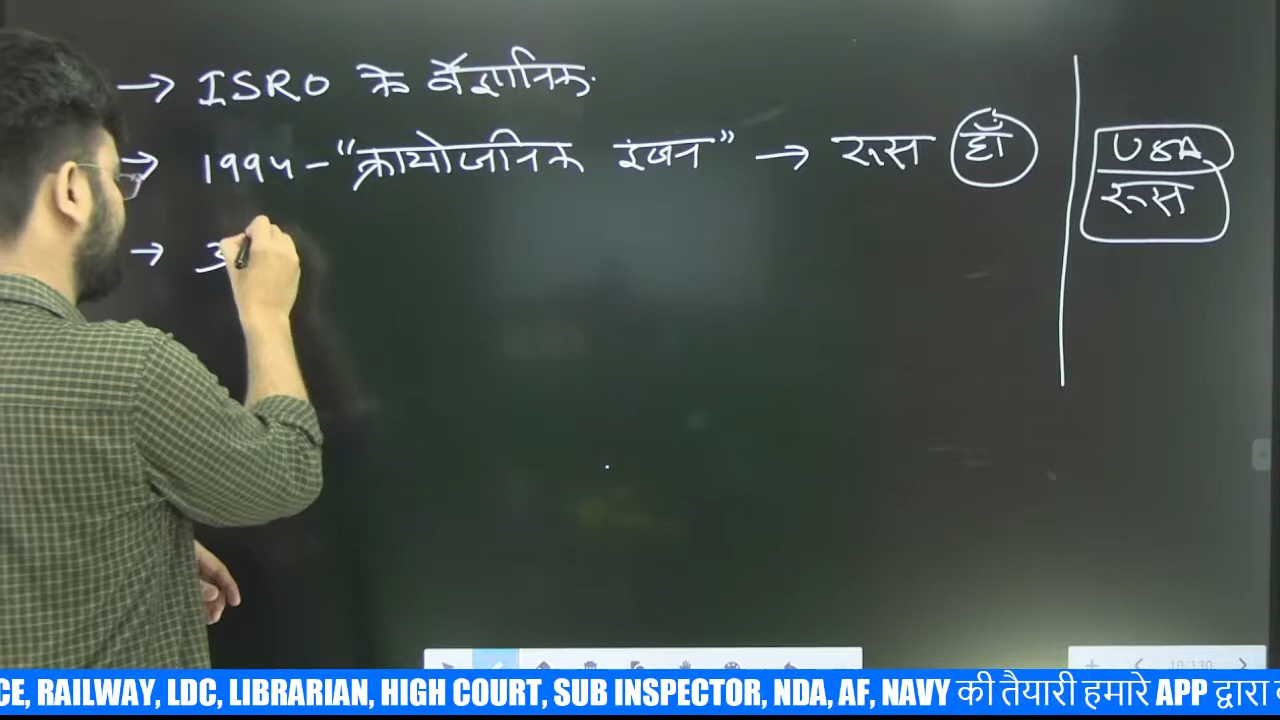 → ISRO के वैज्ञानिक
→ 1994 - "क्रायोजनिक इंजन" → रूस हाँ
USA
रूस
→
CE, RAILWAY, LDC, LIBRARIAN, HIGH COURT, SUB INSPECTOR, NDA, AF, NAVY की तैयारी हमारे APP द्वारा